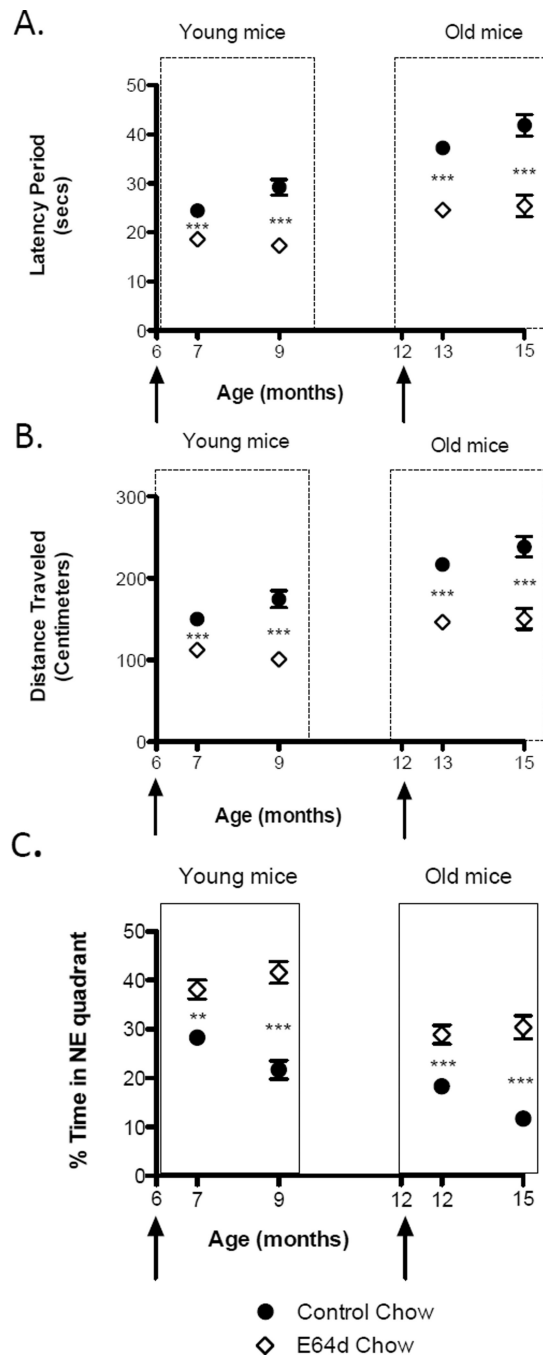 A.
Young mice Old mice
Latency Period
(secs)
50
40
30
20
10
0
*** *** *** ***
6 7 9 12 13 15
Age (months)
B.
Young mice Old mice
Distance Traveled
(Centimeters)
300
200
100
0
*** *** *** ***
6 7 9 12 13 15
Age (months)
C.
Young mice Old mice
% Time in NE quadrant
50
40
30
20
10
0
** *** *** ***
6 7 9 12 12 15
Age (months)
Control Chow
E64d Chow